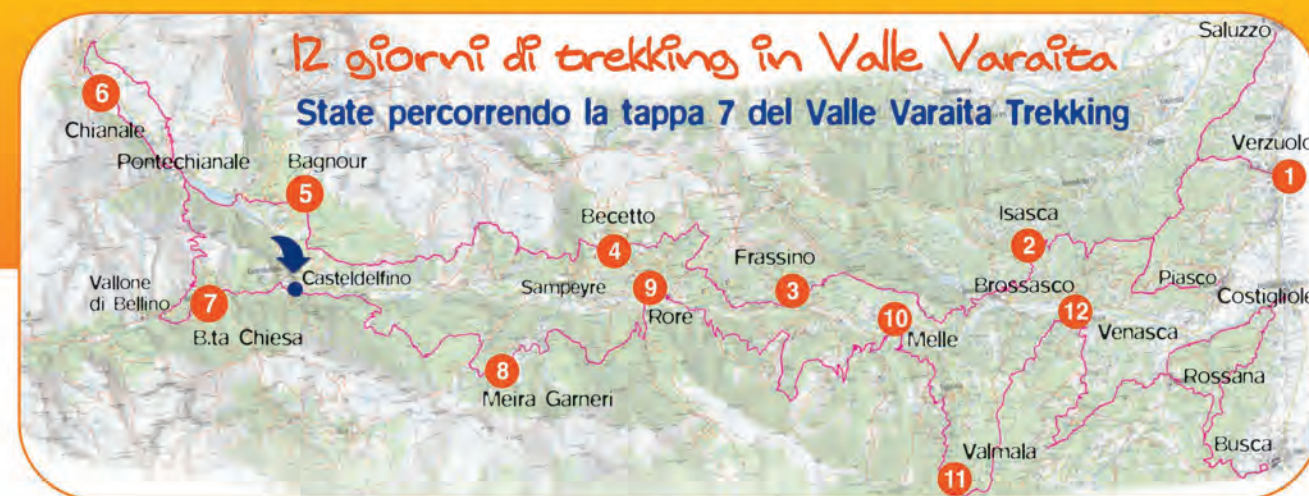 12 giorni di trekking in Valle Varaita
State percorrendo la tappa 7 del Valle Varaita Trekking
Saluzzo
Verzuolo
1
6
Chianale
Pontechianale
Bagnour
5
Becetto
4
Isasca
2
Frassino
3
Casteldelfino
Vallone
di Bellino
7
B.ta Chiesa
Sampeyre
9
Rore
Brossasco
Piasco
Costigliole
10
Melle
12
Venasca
8
Meira Garneri
Rossana
Valmala
11
Busca